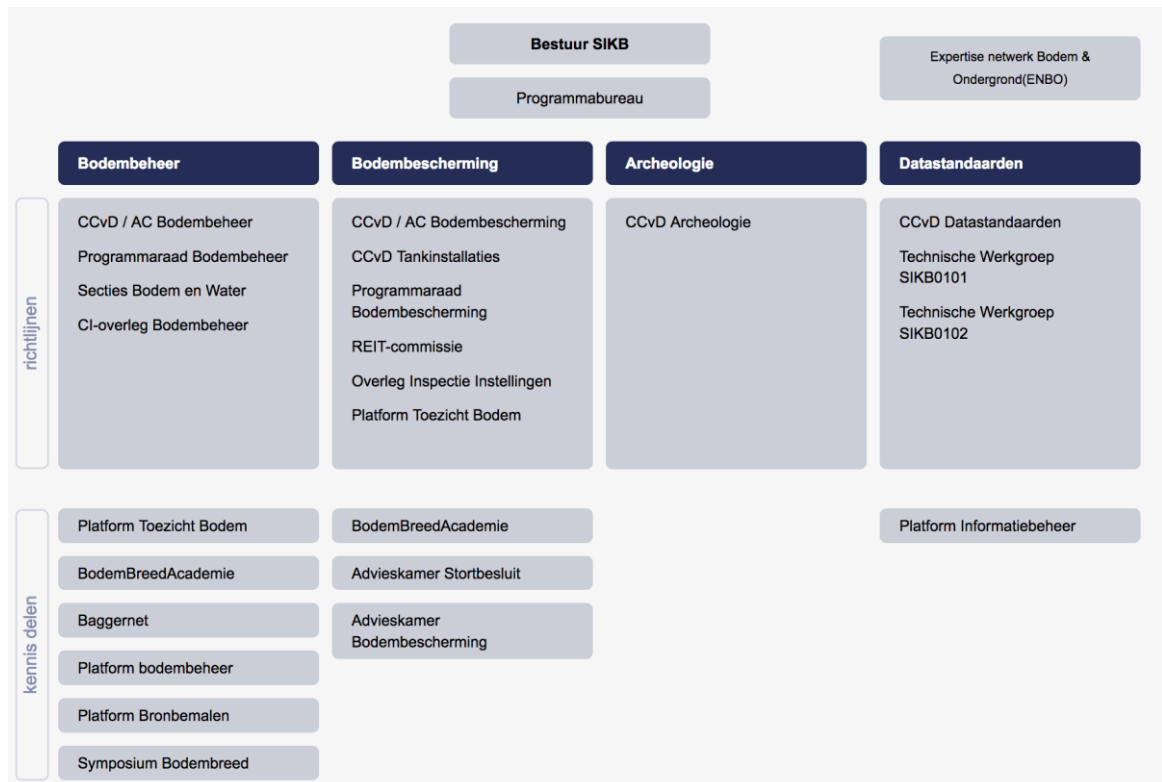 Bestuur SIKB
Programmabureau
Expertise netwerk Bodem &
Ondergrond(ENBO)
Bodembeheer
Bodembescherming
Archeologie
Datastandaarden
richtlijnen
CCvD / AC Bodembeheer
Programmaraad Bodembeheer
Secties Bodem en Water
CI-overleg Bodembeheer
CCvD / AC Bodembescherming
CCvD Tankinstallaties
Programmaraad
Bodembescherming
REIT-commissie
Overleg Inspectie Instellingen
Platform Toezicht Bodem
CCvD Archeologie
CCvD Datastandaarden
Technische Werkgroep
SIKB0101
Technische Werkgroep
SIKB0102
kennis delen
Platform Toezicht Bodem
BodemBreedAcademie
Baggernet
Platform bodembeheer
Platform Bronbemalen
Symposium Bodembreed
BodemBreedAcademie
Advieskamer Stortbesluit
Advieskamer
Bodembescherming
Platform Informatiebeheer